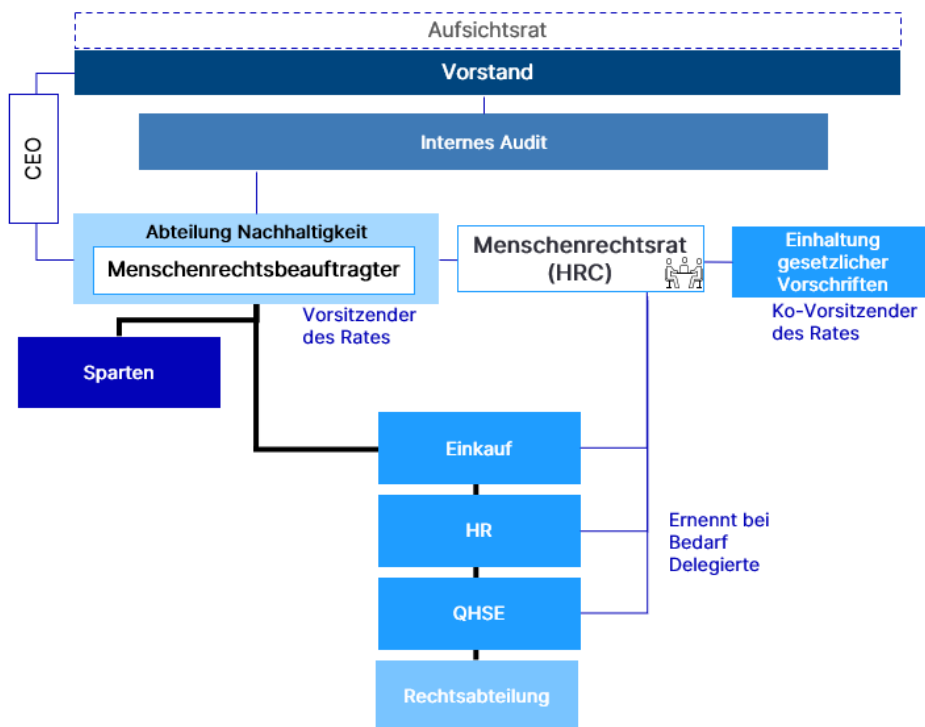 Aufsichtsrat
Vorstand
CEO
Internes Audit
Abteilung Nachhaltigkeit
Menschenrechtsbeauftragter
Menschenrechtsrat
(HRC)
Einhaltung
gesetzlicher
Vorschriften
Vorsitzender
des Rates
Ko-Vorsitzender
des Rates
Sparten
Einkauf
HR
Ernennt bei
Bedarf
Delegierte
QHSE
Rechtsabteilung